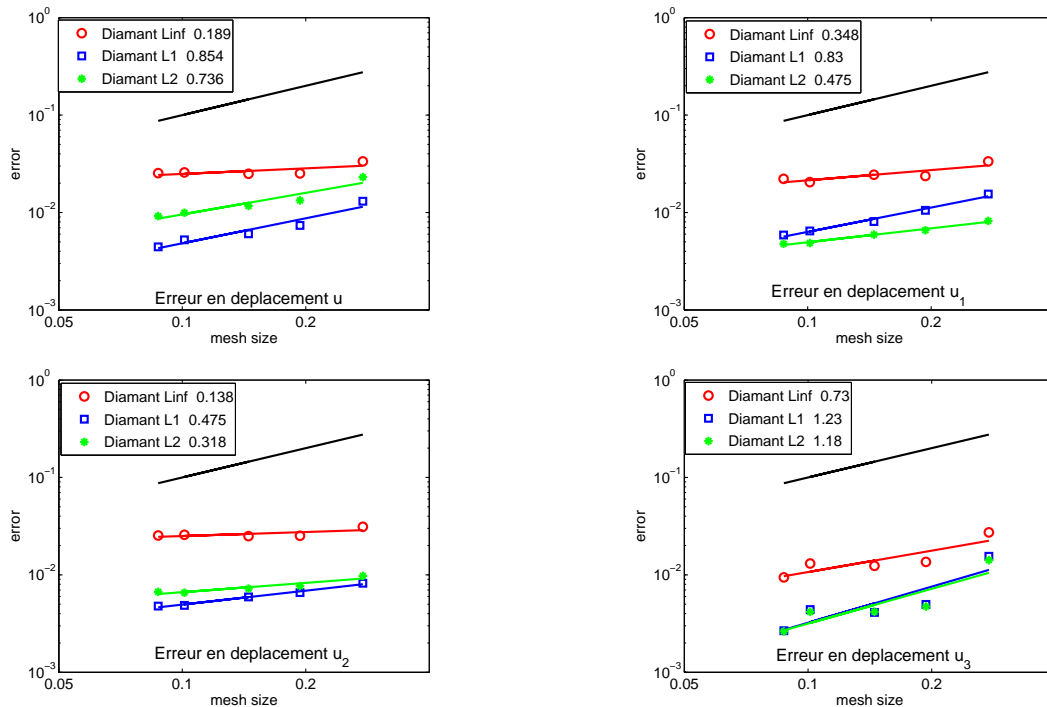 10^0
Diamant Linf 0.189
Diamant L1 0.854
Diamant L2 0.736
10^-1
error
10^-2
10^-3
Erreur en deplacement u
0.05 0.1 0.2
mesh size
10^0
Diamant Linf 0.348
Diamant L1 0.83
Diamant L2 0.475
10^-1
error
10^-2
10^-3
Erreur en deplacement u_1
0.05 0.1 0.2
mesh size
10^0
Diamant Linf 0.138
Diamant L1 0.475
Diamant L2 0.318
10^-1
error
10^-2
10^-3
Erreur en deplacement u_2
0.05 0.1 0.2
mesh size
10^0
Diamant Linf 0.73
Diamant L1 1.23
Diamant L2 1.18
10^-1
error
10^-2
10^-3
Erreur en deplacement u_3
0.05 0.1 0.2
mesh size